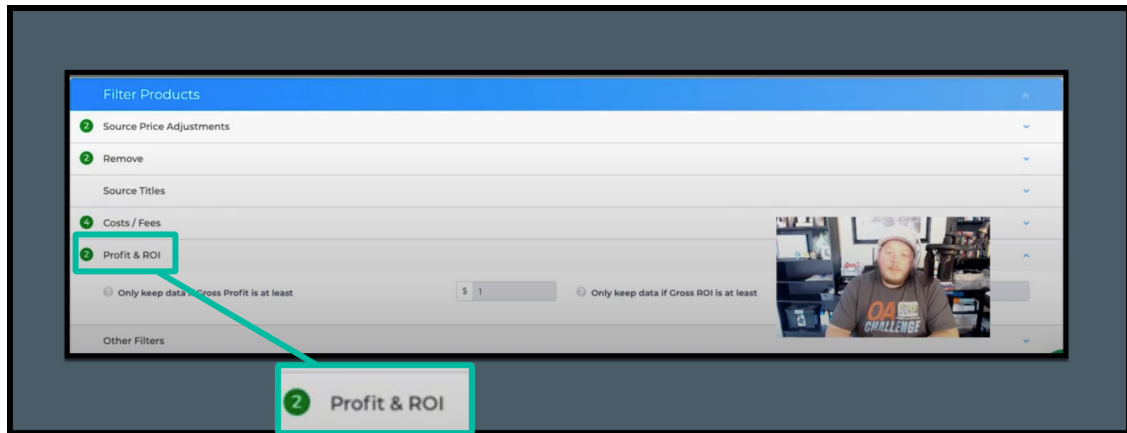 Filter Products
2 Source Price Adjustments
2 Remove
Source Titles
4 Costs / Fees
2 Profit & ROI
Only keep data if Gross Profit is at least $ 1 Only keep data if Gross ROI is at least
OA
CHALLENGE
Other Filters
2 Profit & ROI